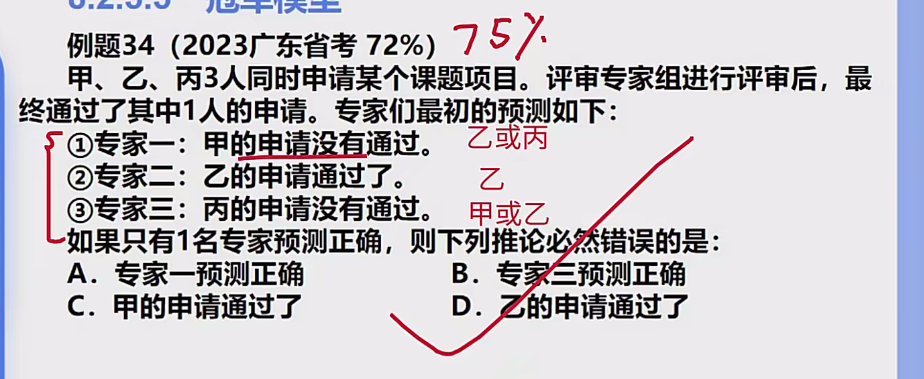 8.2.3.3 冠军模型
例题34（2023广东省考 72%） 75%
甲、乙、丙3人同时申请某个课题项目。评审专家组进行评审后，最
终通过了其中1人的申请。专家们最初的预测如下：
①专家一：甲的申请没有通过。 乙或丙
②专家二：乙的申请通过了。 乙
③专家三：丙的申请没有通过。 甲或乙
如果只有1名专家预测正确，则下列推论必然错误的是：
A．专家一预测正确 B．专家三预测正确
C．甲的申请通过了 D．乙的申请通过了